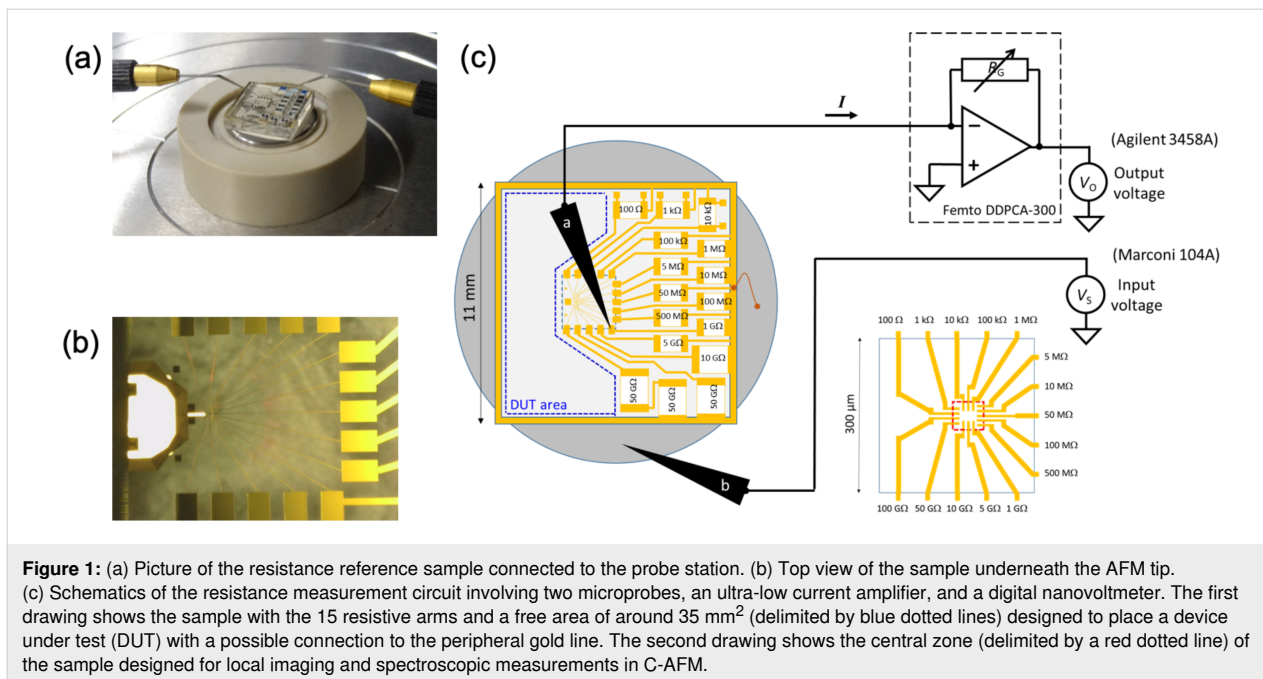 (a)
(b)
(c)
I
R_G
−
+
Femto DDPCA-300
(Agilent 3458A)
V_O
Output
voltage
(Marconi 104A)
V_S
Input
voltage
11 mm
a
b
DUT area
100 Ω
1 kΩ
10 kΩ
100 kΩ
1 MΩ
5 MΩ
10 MΩ
50 MΩ
100 MΩ
500 MΩ
1 GΩ
5 GΩ
10 GΩ
50 GΩ
50 GΩ
50 GΩ
100 Ω 1 kΩ 10 kΩ 100 kΩ 1 MΩ
5 MΩ
10 MΩ
50 MΩ
100 MΩ
500 MΩ
100 GΩ 50 GΩ 10 GΩ 5 GΩ 1 GΩ
300 μm
Figure 1: (a) Picture of the resistance reference sample connected to the probe station. (b) Top view of the sample underneath the AFM tip.
(c) Schematics of the resistance measurement circuit involving two microprobes, an ultra-low current amplifier, and a digital nanovoltmeter. The first
drawing shows the sample with the 15 resistive arms and a free area of around 35 mm² (delimited by blue dotted lines) designed to place a device
under test (DUT) with a possible connection to the peripheral gold line. The second drawing shows the central zone (delimited by a red dotted line) of
the sample designed for local imaging and spectroscopic measurements in C-AFM.